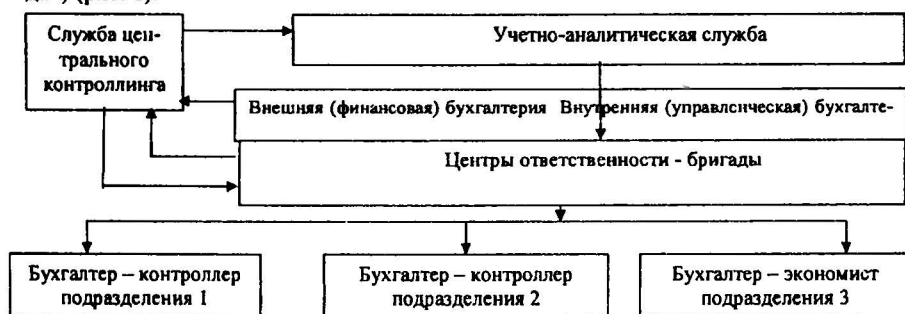 Служба цен-
трального
контроллинга
Учетно-аналитическая служба
Внешняя (финансовая) бухгалтерия Внутренняя (управленческая) бухгалте-
Центры ответственности - бригады
Бухгалтер – контроллер
подразделения 1
Бухгалтер – контроллер
подразделения 2
Бухгалтер – экономист
подразделения 3